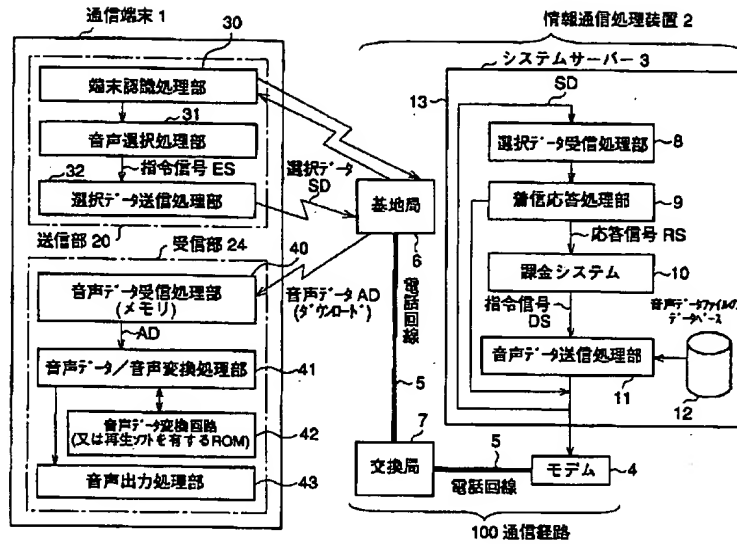 通信端末 1
30
端末認識処理部
31
音声選択処理部
32
指令信号 ES
選択データ送信処理部
送信部 20
受信部 24
40
音声データ受信処理部
(メモリ)
AD
音声データ/音声変換処理部
41
音声データ変換回路
(又は再生ソフトを有するROM)
42
音声出力処理部
43
選択データ
SD
基地局
6
音声データ AD
(ダウンロード)
電話回線
5
7
交換局
5
電話回線
モデム
4
100 通信経路
情報通信処理装置 2
システムサーバー 3
13
SD
選択データ受信処理部
8
着信応答処理部
9
応答信号 RS
課金システム
10
指令信号
DS
音声データファイルの
データベース
音声データ送信処理部
11
12